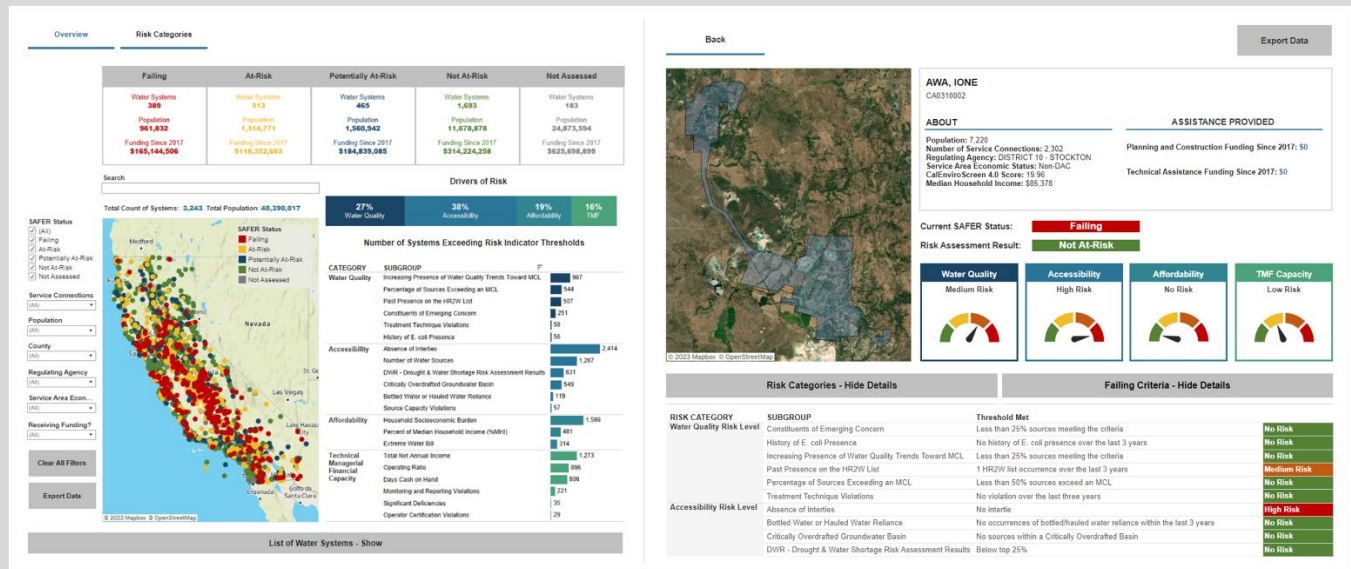 Overview
Risk Categories
Failing
At-Risk
Potentially At-Risk
Not At-Risk
Not Assessed
Water Systems
389
Water Systems
913
Water Systems
465
Water Systems
1,693
Water Systems
183
Population
961,832
Population
1,314,771
Population
1,560,942
Population
11,678,878
Population
24,873,594
Funding Since 2017
$165,144,506
Funding Since 2017
Funding Since 2017
$184,839,085
Funding Since 2017
$314,224,258
Funding Since 2017
$625,698,899
Search
Total Count of Systems: 3,243. Total Population: 40,390,017
SAFER Status
(All)
Failing
At-Risk
Potentially At-Risk
Not At-Risk
Not Assessed
Service Connections
(All)
Population
(All)
County
(All)
Regulating Agency
(All)
Service Area Econ...
(All)
Receiving Funding?
(All)
Clear All Filters
Export Data
SAFER Status
Failing
At-Risk
Potentially At-Risk
Not At-Risk
Not Assessed
Medford
Nevada
Las Vegas
Lake Havasu City
Ensenada
Golfo de Santa Clara
© 2023 Mapbox © OpenStreetMap
Drivers of Risk
27%
Water Quality
38%
Accessibility
19%
Affordability
16%
TMF
Number of Systems Exceeding Risk Indicator Thresholds
CATEGORY SUBGROUP
Water Quality Increasing Presence of Water Quality Trends Toward MCL 967
Percentage of Sources Exceeding an MCL 544
Past Presence on the HR2W List 507
Constituents of Emerging Concern 251
Treatment Technique Violations 58
History of E. coli Presence 56
Accessibility Absence of Interties 2,414
Number of Water Sources 1,267
DWR - Drought & Water Shortage Risk Assessment Results 631
Critically Overdrafted Groundwater Basin 549
Bottled Water or Hauled Water Reliance 119
Source Capacity Violations 57
Affordability Household Socioeconomic Burden 1,599
Percent of Median Household Income (%MHI) 481
Extreme Water Bill 314
Technical Managerial Financial Capacity Total Net Annual Income 1,273
Operating Ratio 896
Days Cash on Hand 806
Monitoring and Reporting Violations 221
Significant Deficiencies 35
Operator Certification Violations 29
List of Water Systems - Show
Back
Export Data
© 2023 Mapbox © OpenStreetMap
AWA, IONE
CA0310002
ABOUT
Population: 7,220
Number of Service Connections: 2,302
Regulating Agency: DISTRICT 10 - STOCKTON
Service Area Economic Status: Non-DAC
CalEnviroScreen 4.0 Score: 19.96
Median Household Income: $85,378
ASSISTANCE PROVIDED
Planning and Construction Funding Since 2017: $0
Technical Assistance Funding Since 2017: $0
Current SAFER Status: Failing
Risk Assessment Result: Not At-Risk
Water Quality
Medium Risk
Accessibility
High Risk
Affordability
No Risk
TMF Capacity
Low Risk
Risk Categories - Hide Details
Failing Criteria - Hide Details
RISK CATEGORY SUBGROUP Threshold Met
Water Quality Risk Level Constituents of Emerging Concern Less than 25% sources meeting the criteria No Risk
History of E. coli Presence No history of E. coli presence over the last 3 years No Risk
Increasing Presence of Water Quality Trends Toward MCL Less than 25% sources meeting the criteria No Risk
Past Presence on the HR2W List 1 HR2W list occurrence over the last 3 years Medium Risk
Percentage of Sources Exceeding an MCL Less than 50% sources exceed an MCL No Risk
Treatment Technique Violations No violation over the last three years No Risk
Accessibility Risk Level Absence of Interties No intertie High Risk
Bottled Water or Hauled Water Reliance No occurrences of bottled/hauled water reliance within the last 3 years No Risk
Critically Overdrafted Groundwater Basin No sources within a Critically Overdrafted Basin No Risk
DWR - Drought & Water Shortage Risk Assessment Results Below top 25% No Risk